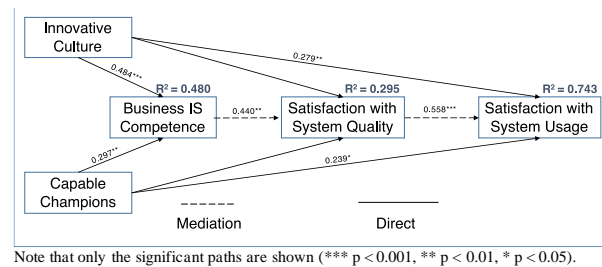 Innovative
Culture
0.279**
0.484***
R² = 0.480
R² = 0.295
R² = 0.743
Business IS
Competence
0.440**
Satisfaction with
System Quality
0.558***
Satisfaction with
System Usage
0.297**
0.239*
Capable
Champions
Mediation
Direct
Note that only the significant paths are shown (*** p < 0.001, ** p < 0.01, * p < 0.05).